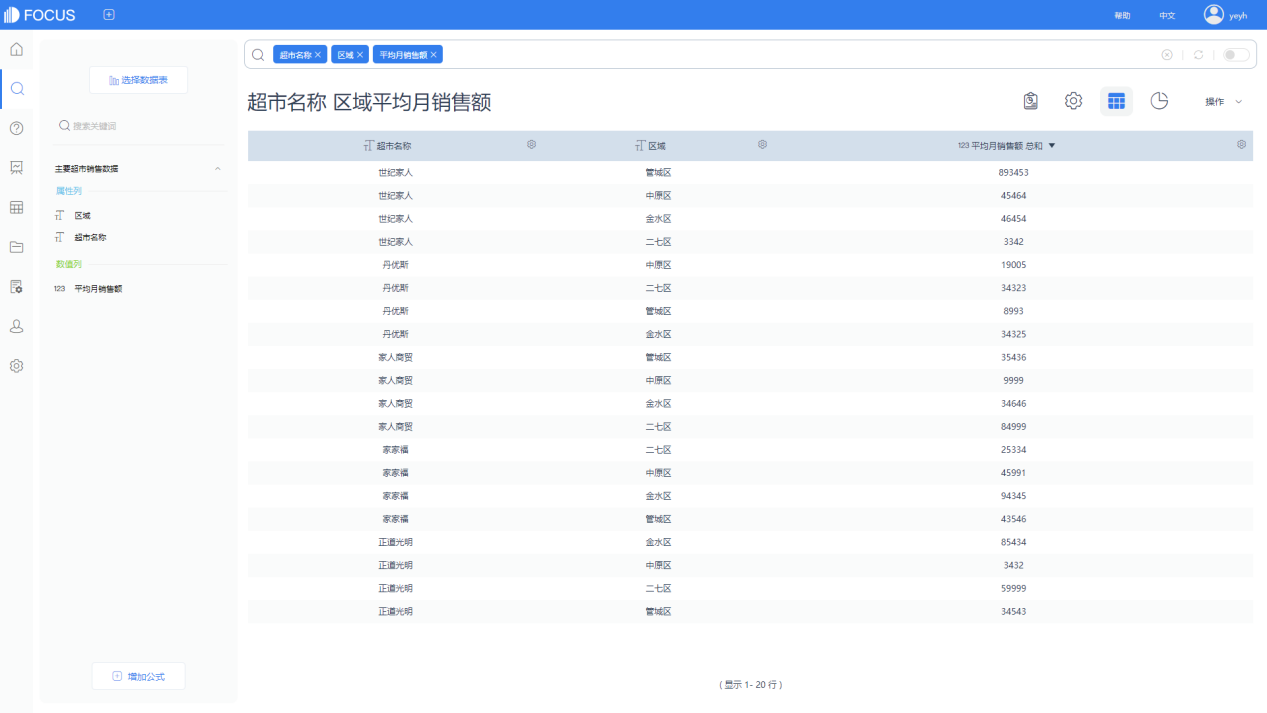 FOCUS
帮助 中文 yeyh
选择数据表
搜索关键词
主要超市销售数据
属性列
区域
超市名称
数值列
123 平均月销售额
增加公式
超市名称 区域 平均月销售额
超市名称 区域平均月销售额
操作
超市名称 区域 123 平均月销售额 总和
世纪家人 管城区 893453
世纪家人 中原区 45464
世纪家人 金水区 46454
世纪家人 二七区 3342
丹优斯 中原区 19005
丹优斯 二七区 34323
丹优斯 管城区 8993
丹优斯 金水区 34325
家人商贸 管城区 35436
家人商贸 中原区 9999
家人商贸 金水区 34646
家人商贸 二七区 84999
家家福 二七区 25334
家家福 中原区 45991
家家福 金水区 94345
家家福 管城区 43546
正道光明 金水区 85434
正道光明 中原区 3432
正道光明 二七区 59999
正道光明 管城区 34543
( 显示 1- 20 行 )